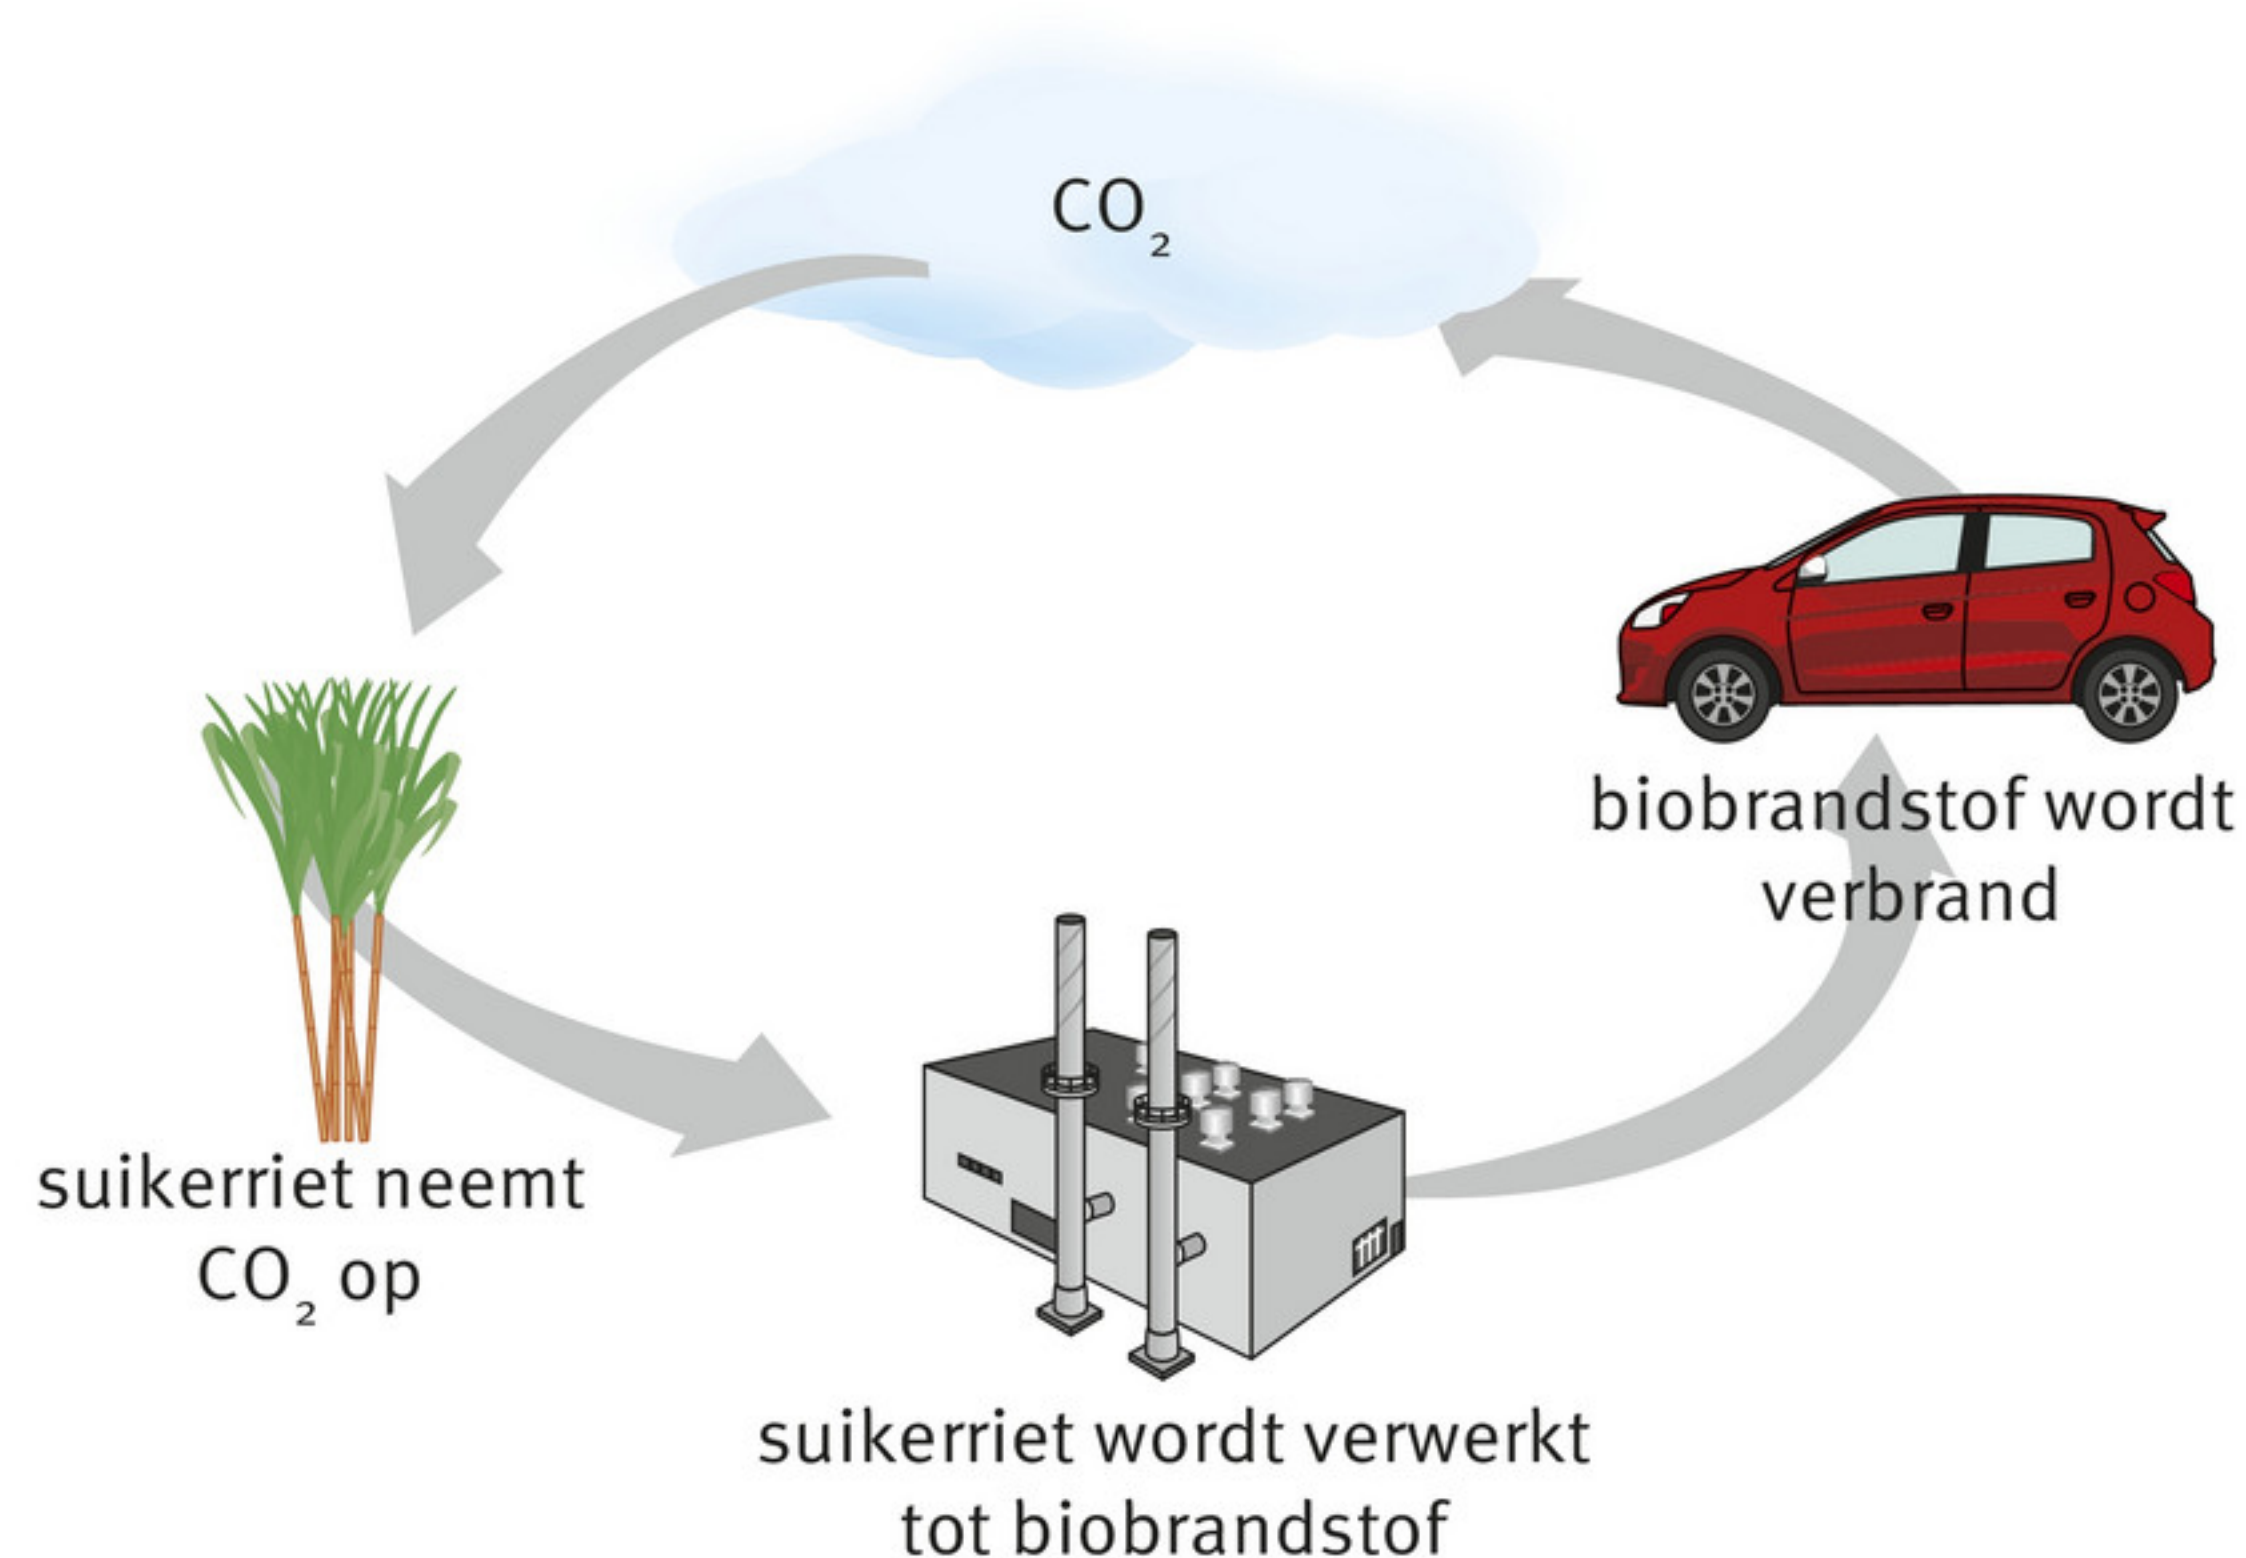 CO₂
biobrandstof wordt
verbrand
suikerriet neemt
CO₂ op
suikerriet wordt verwerkt
tot biobrandstof